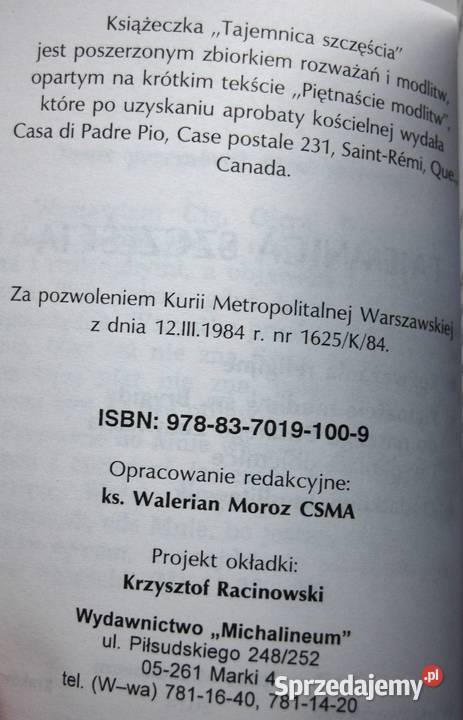 Książeczka „Tajemnica szczęścia”
jest poszerzonym zbiorkiem rozważań i modlitw,
opartym na krótkim tekście „Piętnaście modlitw”,
które po uzyskaniu aprobaty kościelnej wydała
Casa di Padre Pio, Case postale 231, Saint-Rémi, Que.,
Canada.
Za pozwoleniem Kurii Metropolitalnej Warszawskiej
z dnia 12.III.1984 r. nr 1625/K/84.
ISBN: 978-83-7019-100-9
Opracowanie redakcyjne:
ks. Walerian Moroz CSMA
Projekt okładki:
Krzysztof Racinowski
Wydawnictwo „Michalineum”
ul. Piłsudskiego 248/252
05-261 Marki 4
tel. (W–wa) 781-16-40, 781-14-20
Sprzedajemy.pl